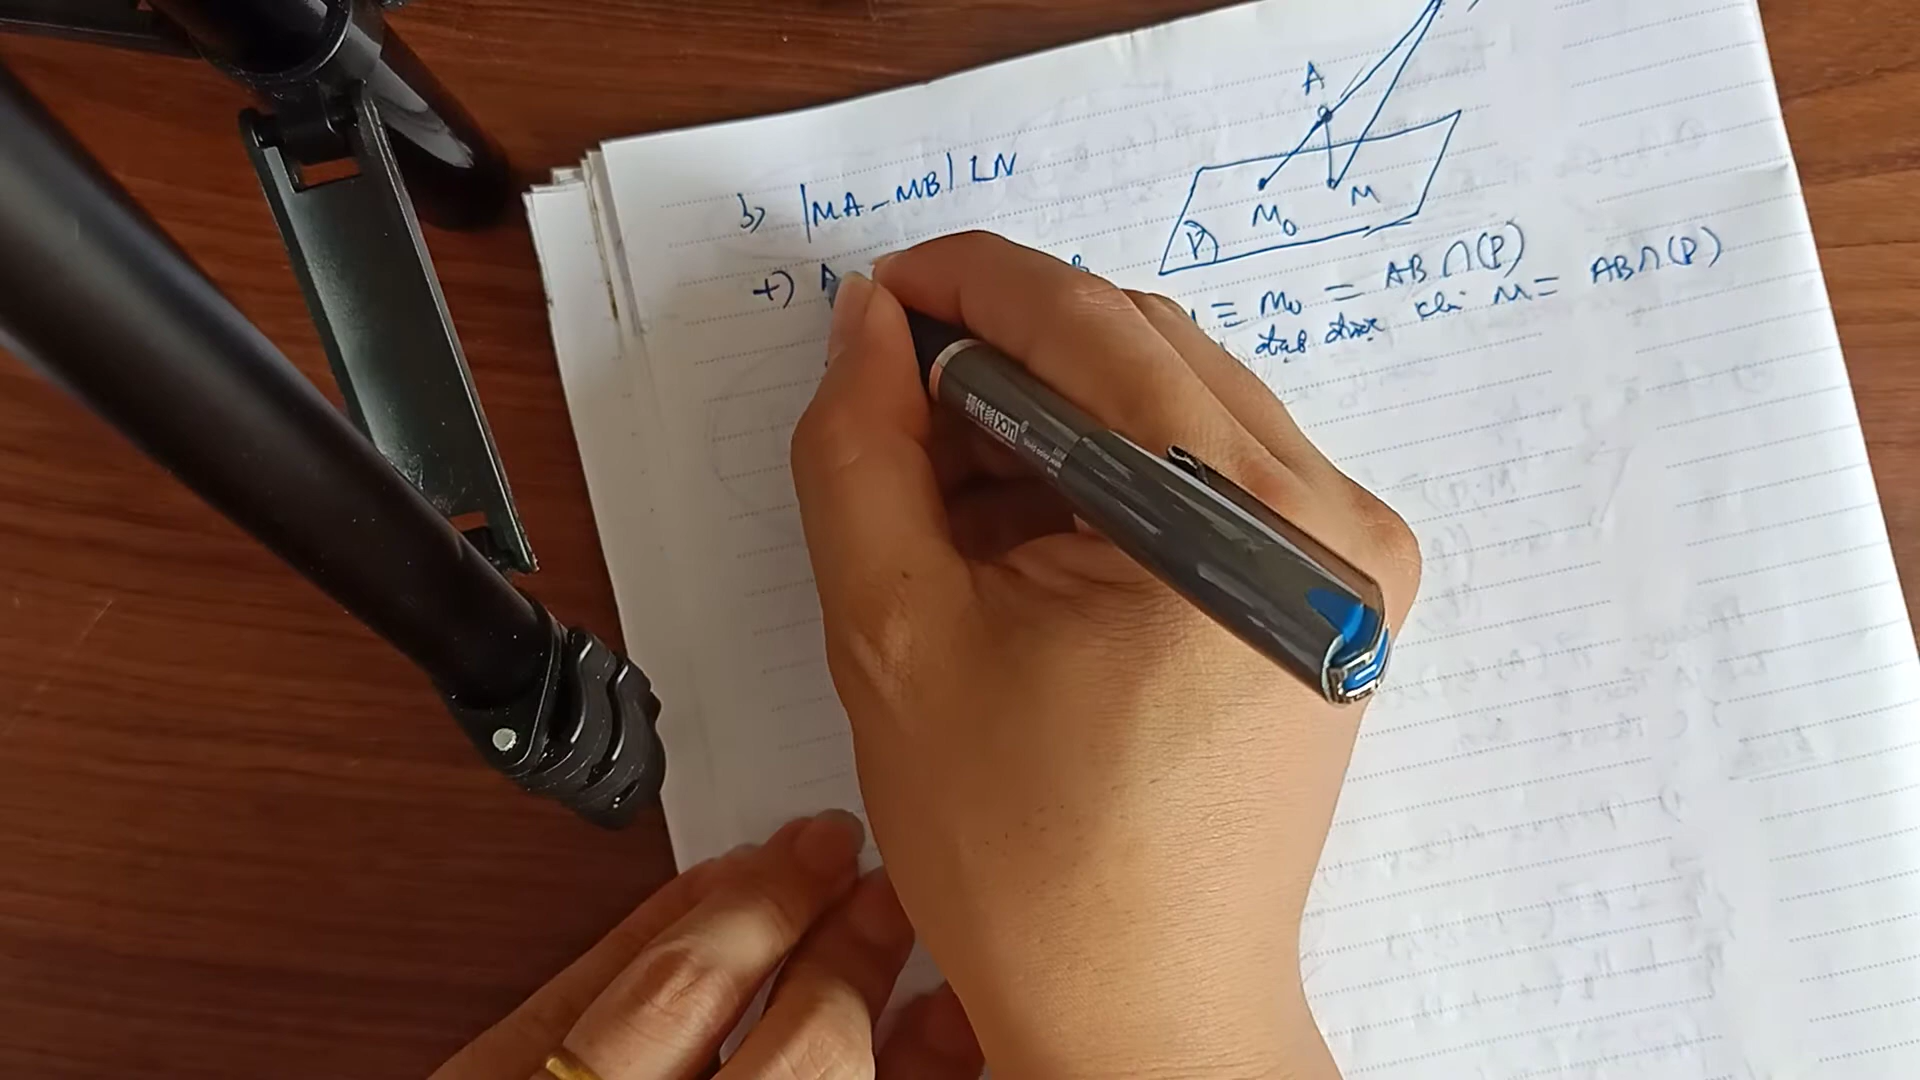 b) |MA - MB| LN
+) A
B
A
M₀ M
P
≡ M₀ = AB ∩ (P)
đạt được khi M = AB ∩ (P)